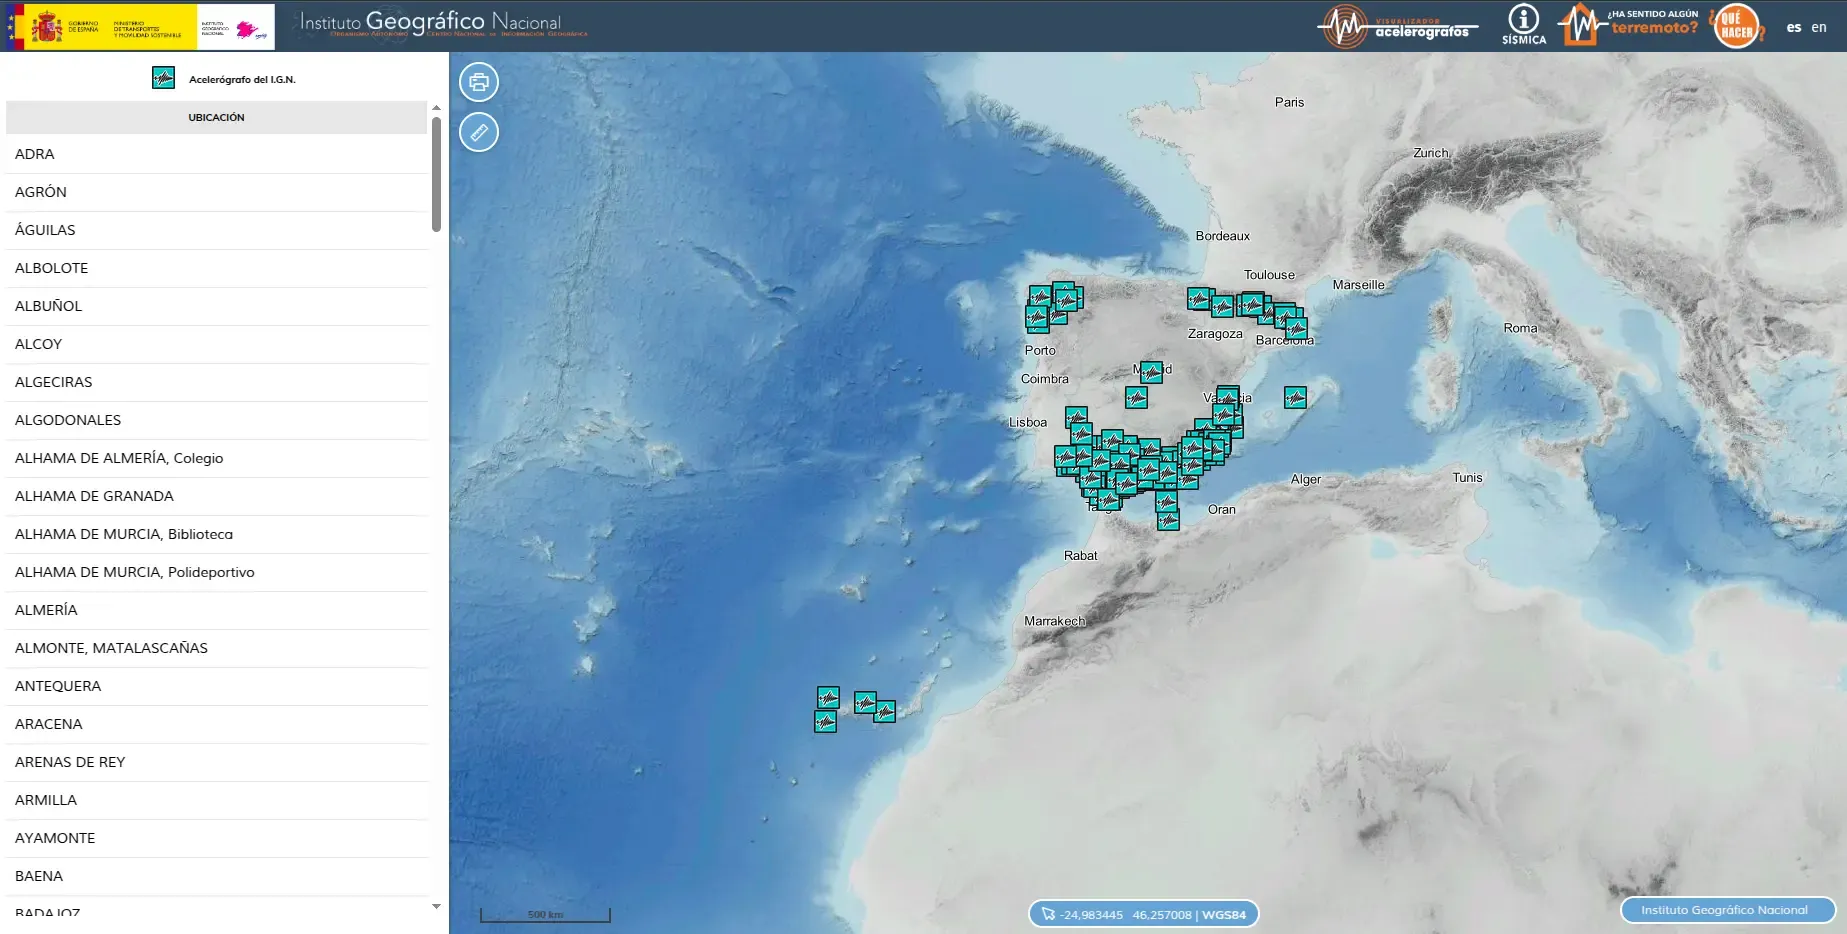 GOBIERNO
DE ESPAÑA
MINISTERIO
DE TRANSPORTES
Y MOVILIDAD SOSTENIBLE
INSTITUTO
GEOGRÁFICO
NACIONAL
Instituto Geográfico Nacional
Organismo Autónomo Centro Nacional de Información Geográfica
VISUALIZADOR
acelerografos
SÍSMICA
¿HA SENTIDO ALGÚN
terremoto?
¿QUÉ
HACER?
es en
Acelerógrafo del I.G.N.
UBICACIÓN
ADRA
AGRÓN
ÁGUILAS
ALBOLOTE
ALBUÑOL
ALCOY
ALGECIRAS
ALGODONALES
ALHAMA DE ALMERÍA, Colegio
ALHAMA DE GRANADA
ALHAMA DE MURCIA, Biblioteca
ALHAMA DE MURCIA, Polideportivo
ALMERÍA
ALMONTE, MATALASCAÑAS
ANTEQUERA
ARACENA
ARENAS DE REY
ARMILLA
AYAMONTE
BAENA
BADAJOZ
Paris
Zurich
Bordeaux
Toulouse
Marseille
Roma
Zaragoza
Barcelona
Porto
Coimbra
Lisboa
Alger
Tunis
Oran
Rabat
Marrakech
500 km
-24,983445 46,257008 | WGS84
Instituto Geográfico Nacional